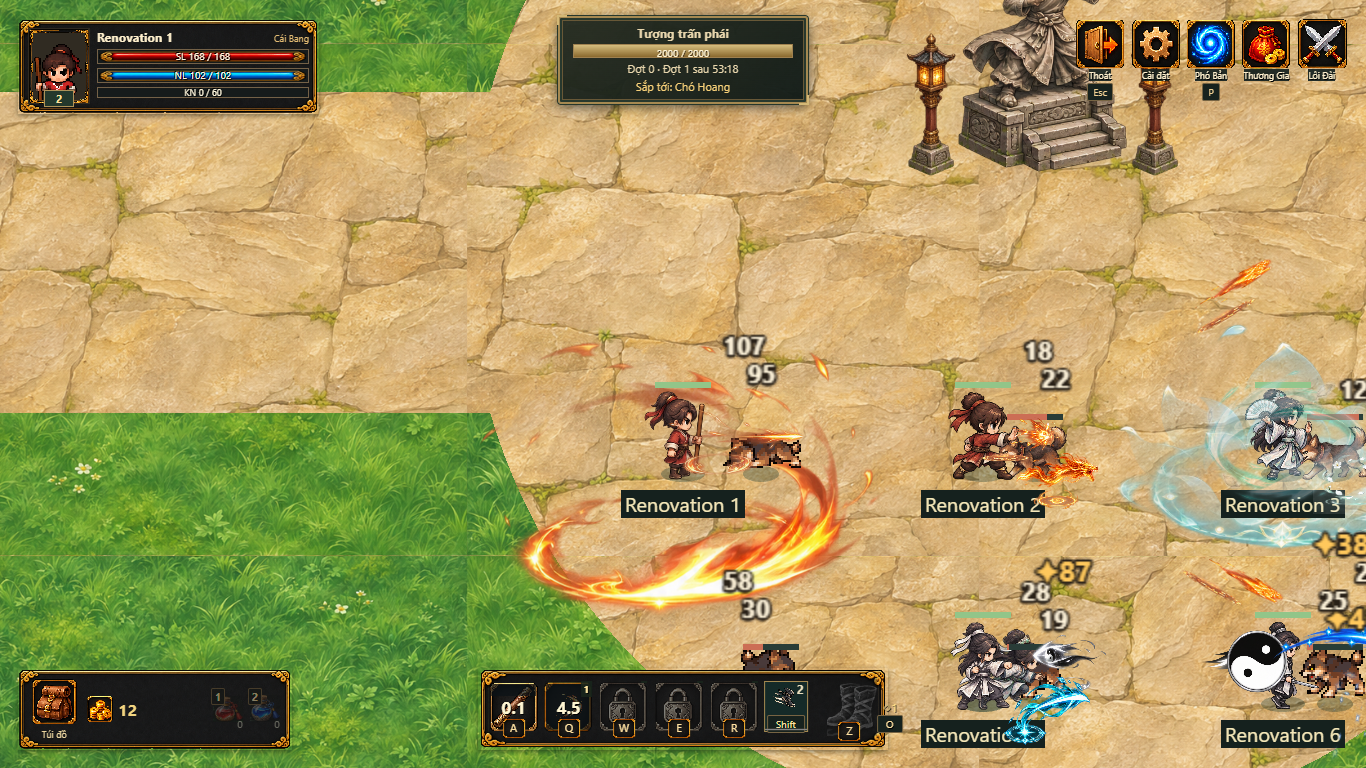 Renovation 1
Cái Bang
SL 168 / 168
NL 102 / 102
KN 0 / 60
2
Tượng trấn phái
2000 / 2000
Đợt 0 · Đợt 1 sau 53:18
Sắp tới: Chó Hoang
Thoát
Cài đặt
Phó Bản
Thương Gia
Lôi Đài
Esc
P
107
95
18
22
12
Renovation 1
Renovation 2
Renovation 3
38
58
30
87
28
19
25
Renovatio
Renovation 6
12
1
0
2
0
Túi đồ
0.1
A
1
4.5
Q
W
E
R
2
Shift
Z
O